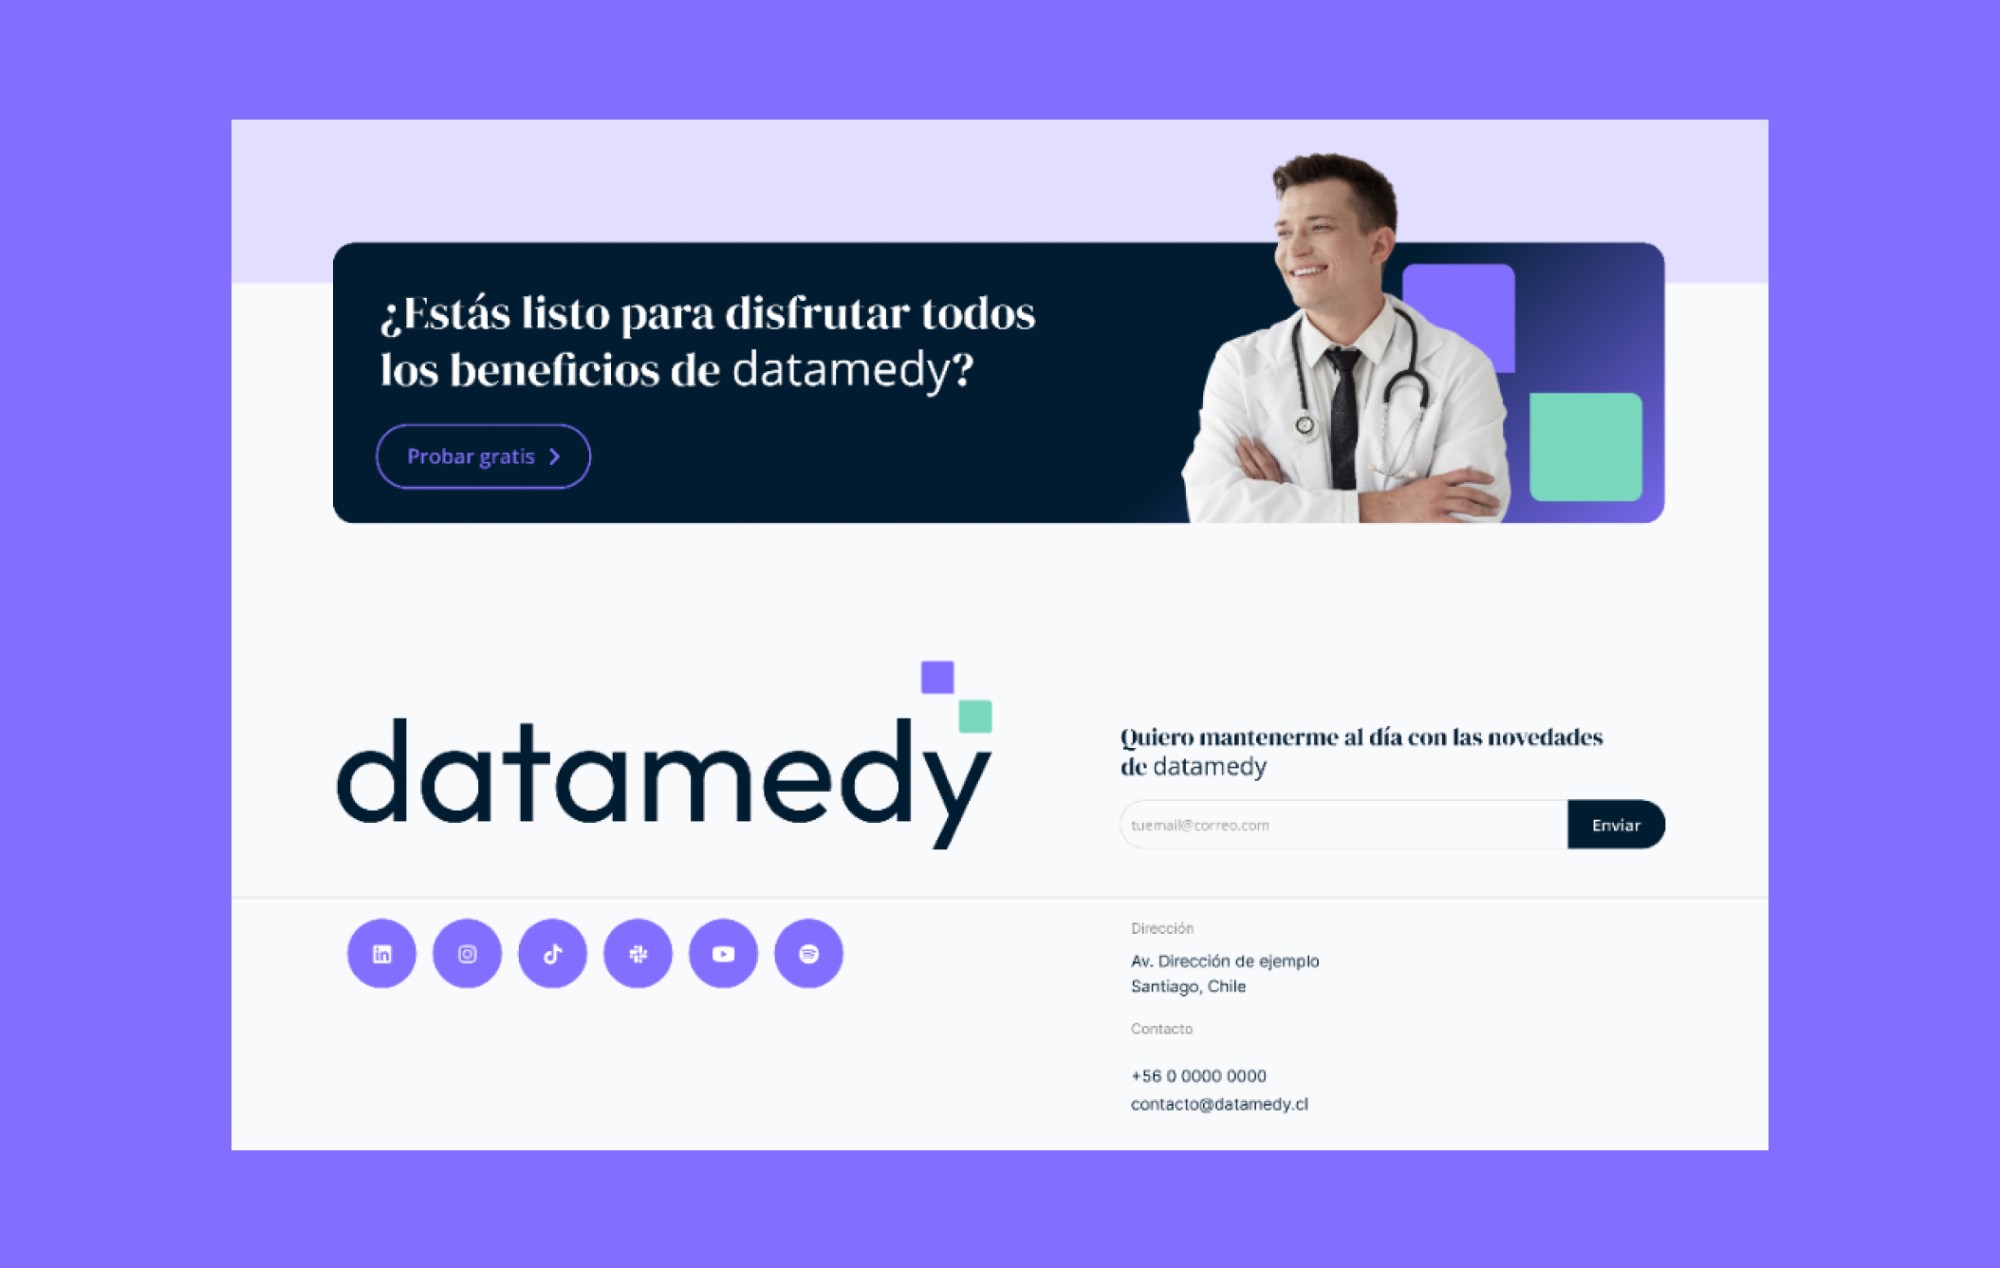 ¿Estás listo para disfrutar todos
los beneficios de datamedy?
Probar gratis
datamedy
Quiero mantenerme al día con las novedades
de datamedy
tuemail@correo.com
Enviar
Dirección
Av. Dirección de ejemplo
Santiago, Chile
Contacto
+56 0 0000 0000
contacto@datamedy.cl